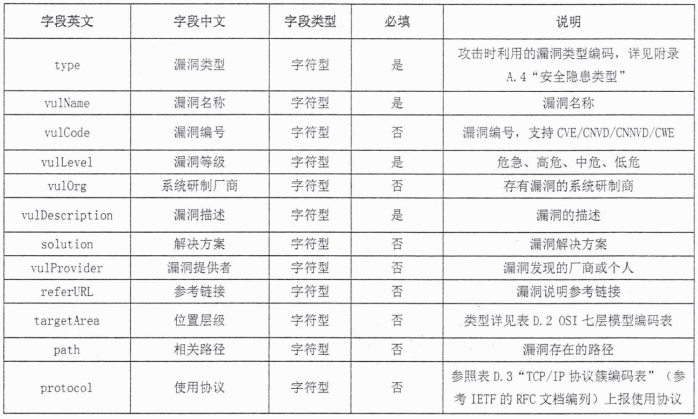 字段英文 字段中文 字段类型 必填 说明
type 漏洞类型 字符型 是 攻击时利用的漏洞类型编码，详见附录
A.4“安全隐患类型”
vulName 漏洞名称 字符型 是 漏洞名称
vulCode 漏洞编号 字符型 否 漏洞编号，支持 CVE/CNVD/CNNVD/CWE
vulLevel 漏洞等级 字符型 是 危急、高危、中危、低危
vulOrg 系统研制厂商 字符型 否 存有漏洞的系统研制商
vulDescription 漏洞描述 字符型 是 漏洞的描述
solution 解决方案 字符型 否 漏洞解决方案
vulProvider 漏洞提供者 字符型 否 漏洞发现的厂商或个人
referURL 参考链接 字符型 否 漏洞说明参考链接
targetArea 位置层级 字符型 否 类型详见表 D.2 OSI 七层模型编码表
path 相关路径 字符型 否 漏洞存在的路径
protocol 使用协议 字符型 否 参照表 D.3“TCP/IP 协议簇编码表”（参
考 IETF 的 RFC 文档编列）上报使用协议